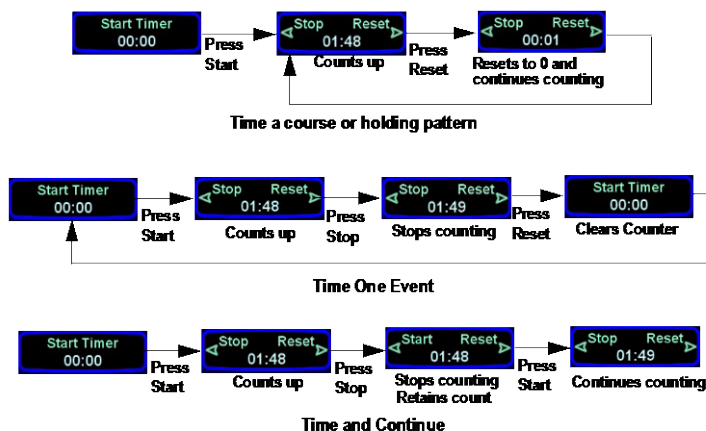 Start Timer
00:00
Press
Start
Stop Reset
01:48
Counts up
Press
Reset
Stop Reset
00:01
Resets to 0 and
continues counting
Time a course or holding pattern
Start Timer
00:00
Press
Start
Stop Reset
01:48
Counts up
Press
Stop
Stop Reset
01:49
Stops counting
Press
Reset
Start Timer
00:00
Clears Counter
Time One Event
Start Timer
00:00
Press
Start
Stop Reset
01:48
Counts up
Press
Stop
Start Reset
01:48
Stops counting
Retains count
Press
Start
Stop Reset
01:49
Continues counting
Time and Continue